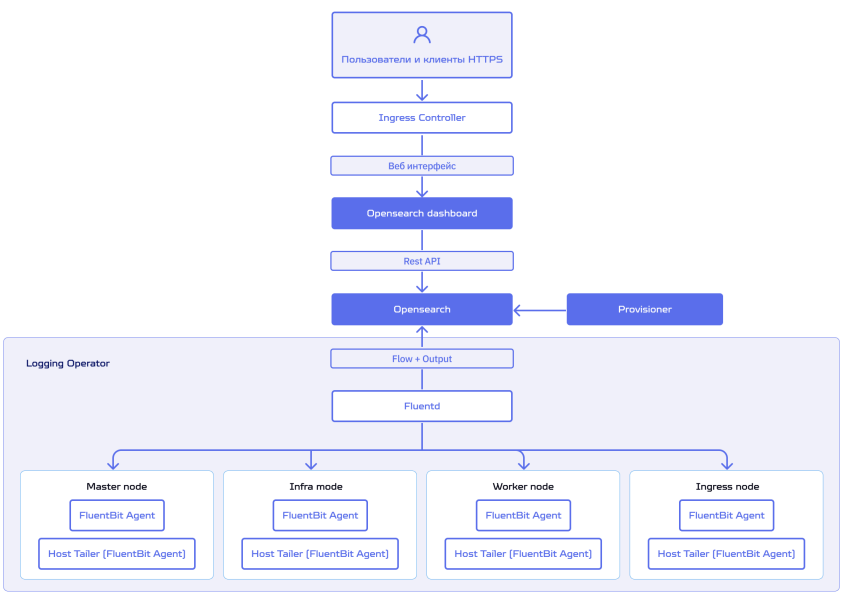 Пользователи и клиенты HTTPS
Ingress Controller
Веб интерфейс
Opensearch dashboard
Rest API
Opensearch
Provisioner
Logging Operator
Flow + Output
Fluentd
Master node
FluentBit Agent
Host Tailer (FluentBit Agent)
Infra mode
FluentBit Agent
Host Tailer (FluentBit Agent)
Worker node
FluentBit Agent
Host Tailer (FluentBit Agent)
Ingress node
FluentBit Agent
Host Tailer (FluentBit Agent)